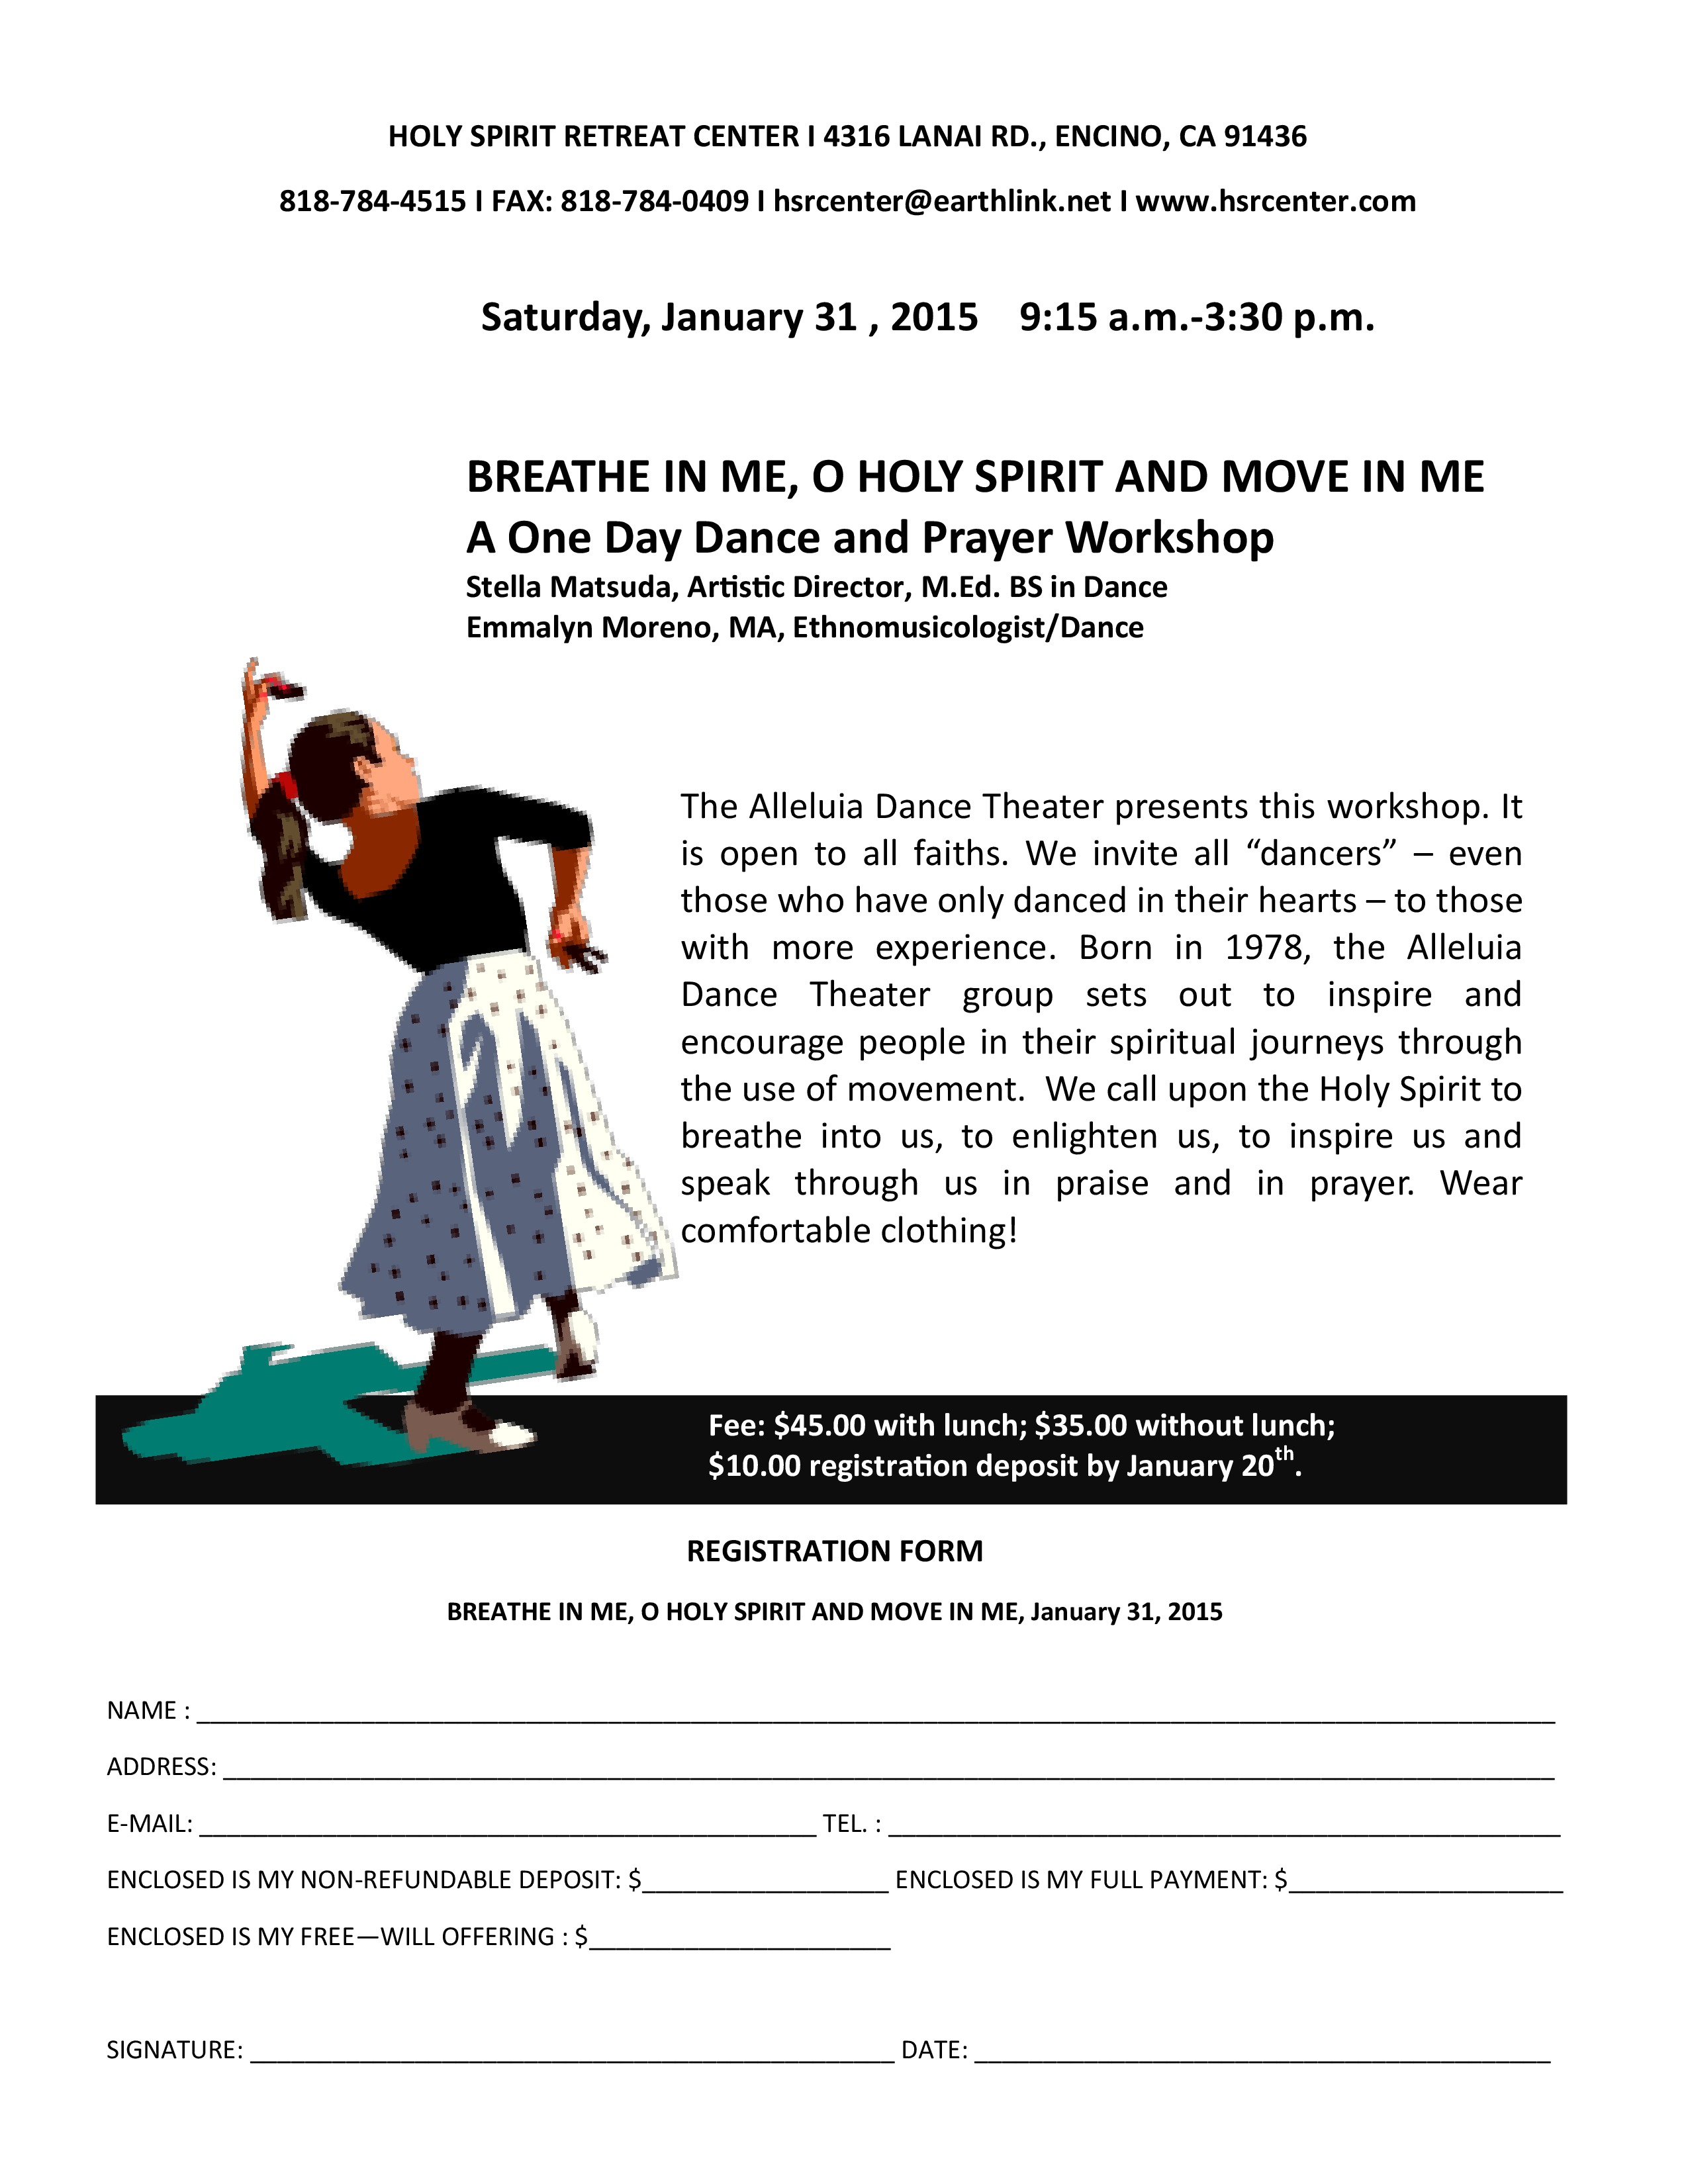 HOLY SPIRIT RETREAT CENTER I 4316 LANAI RD., ENCINO, CA 91436
818-784-4515 I FAX: 818-784-0409 I hsrcenter@earthlink.net I www.hsrcenter.com
Saturday, January 31 , 2015 9:15 a.m.-3:30 p.m.
BREATHE IN ME, O HOLY SPIRIT AND MOVE IN ME
A One Day Dance and Prayer Workshop
Stella Matsuda, Artistic Director, M.Ed. BS in Dance
Emmalyn Moreno, MA, Ethnomusicologist/Dance
The Alleluia Dance Theater presents this workshop. It
is open to all faiths. We invite all “dancers” – even
those who have only danced in their hearts – to those
with more experience. Born in 1978, the Alleluia
Dance Theater group sets out to inspire and
encourage people in their spiritual journeys through
the use of movement. We call upon the Holy Spirit to
breathe into us, to enlighten us, to inspire us and
speak through us in praise and in prayer. Wear
comfortable clothing!
Fee: $45.00 with lunch; $35.00 without lunch;
$10.00 registration deposit by January 20th.
REGISTRATION FORM
BREATHE IN ME, O HOLY SPIRIT AND MOVE IN ME, January 31, 2015
NAME : ____________________
ADDRESS: ____________________
E-MAIL: ____________________ TEL. : ____________________
ENCLOSED IS MY NON-REFUNDABLE DEPOSIT: $__________________ ENCLOSED IS MY FULL PAYMENT: $____________________
ENCLOSED IS MY FREE—WILL OFFERING : $______________________
SIGNATURE: ____________________ DATE: ____________________